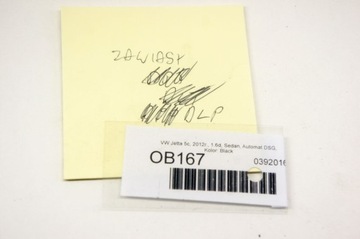 ZAWIASY
DLP
VW Jetta 5c, 2012r., 1.6d, Sedan, Automat DSG,
Kolor: Black
OB167
0392016